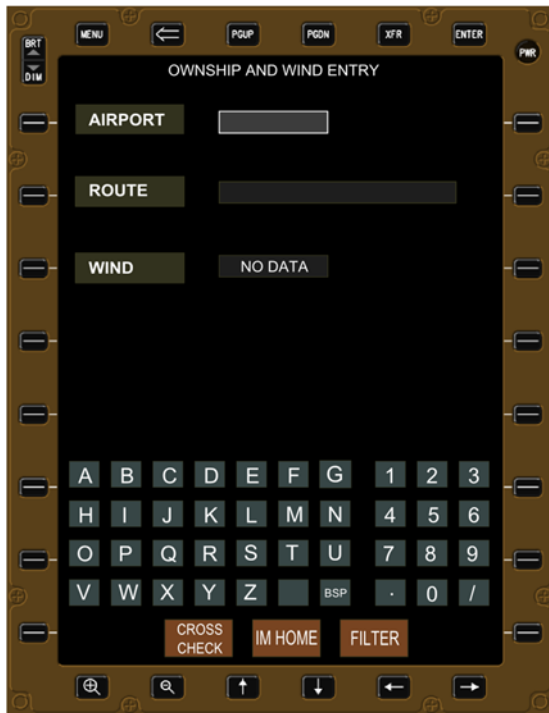 MENU PGUP PGDN XFR ENTER
BRT
DIM
PWR
OWNSHIP AND WIND ENTRY
AIRPORT
ROUTE
WIND NO DATA
A B C D E F G 1 2 3
H I J K L M N 4 5 6
O P Q R S T U 7 8 9
V W X Y Z BSP . 0 /
CROSS
CHECK
IM HOME
FILTER